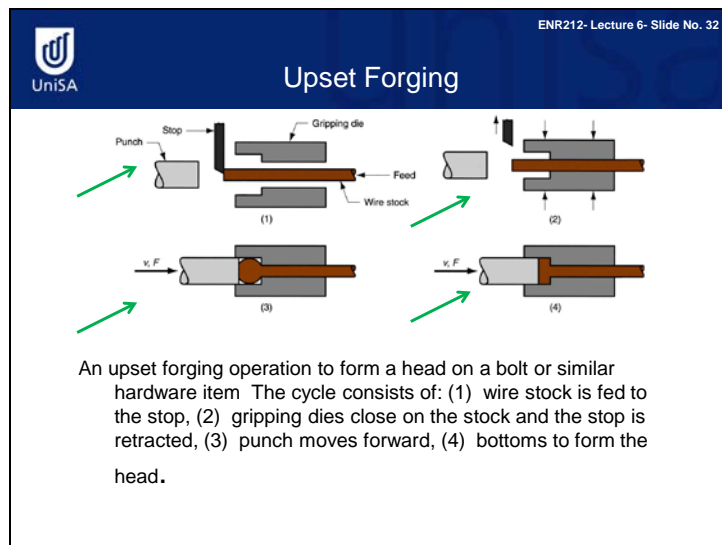 ENR212- Lecture 6- Slide No. 32
UniSA
Upset Forging
Stop
Gripping die
Punch
Feed
Wire stock
(1)
(2)
v, F
(3)
v, F
(4)
An upset forging operation to form a head on a bolt or similar
hardware item  The cycle consists of: (1)  wire stock is fed to
the stop, (2)  gripping dies close on the stock and the stop is
retracted, (3)  punch moves forward, (4)  bottoms to form the
head.